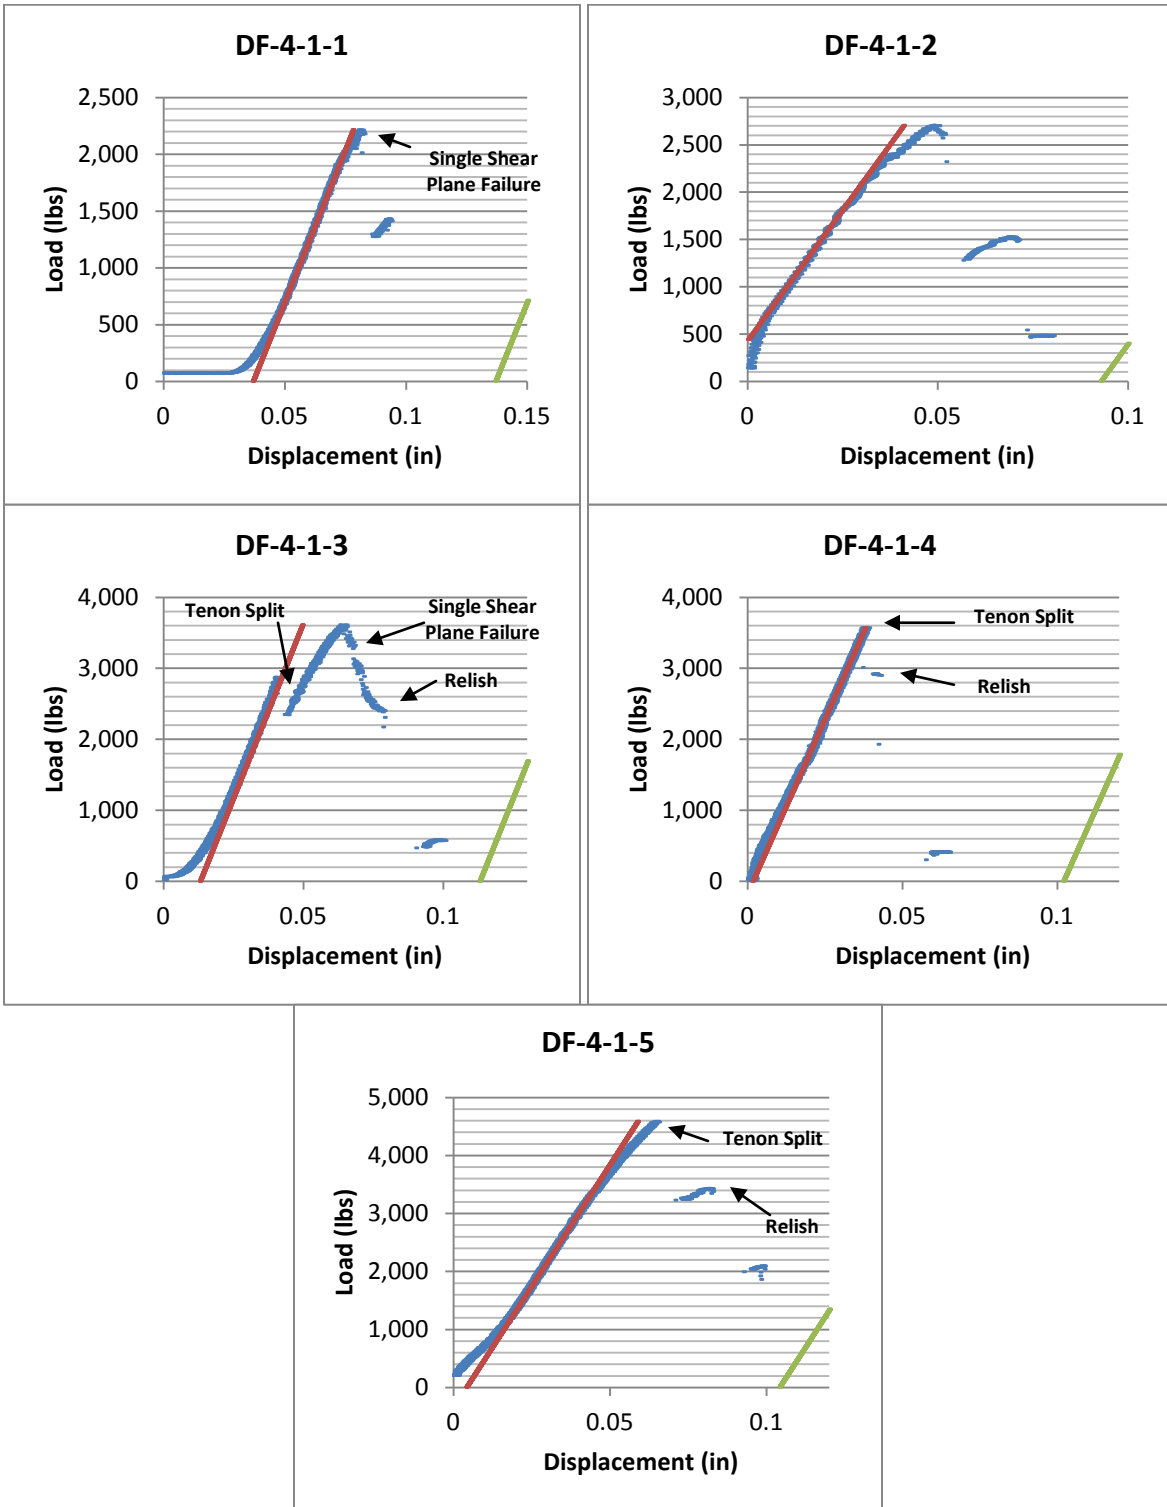 DF-4-1-1
2,500
2,000
1,500
1,000
500
0
0 0.05 0.1 0.15
Load (lbs)
Displacement (in)
Single Shear
Plane Failure
DF-4-1-2
3,000
2,500
2,000
1,500
1,000
500
0
0 0.05 0.1
Load (lbs)
Displacement (in)
DF-4-1-3
4,000
3,000
2,000
1,000
0
0 0.05 0.1
Load (lbs)
Displacement (in)
Tenon Split
Single Shear
Plane Failure
Relish
DF-4-1-4
4,000
3,000
2,000
1,000
0
0 0.05 0.1
Load (lbs)
Displacement (in)
Tenon Split
Relish
DF-4-1-5
5,000
4,000
3,000
2,000
1,000
0
0 0.05 0.1
Load (lbs)
Displacement (in)
Tenon Split
Relish